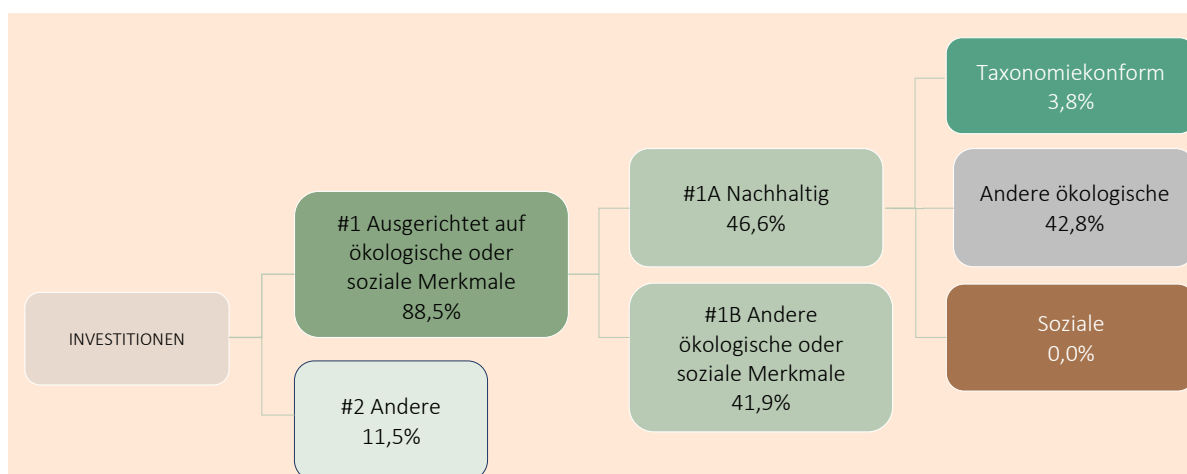 INVESTITIONEN
#1 Ausgerichtet auf
ökologische oder
soziale Merkmale
88,5%
#2 Andere
11,5%
#1A Nachhaltig
46,6%
#1B Andere
ökologische oder
soziale Merkmale
41,9%
Taxonomiekonform
3,8%
Andere ökologische
42,8%
Soziale
0,0%